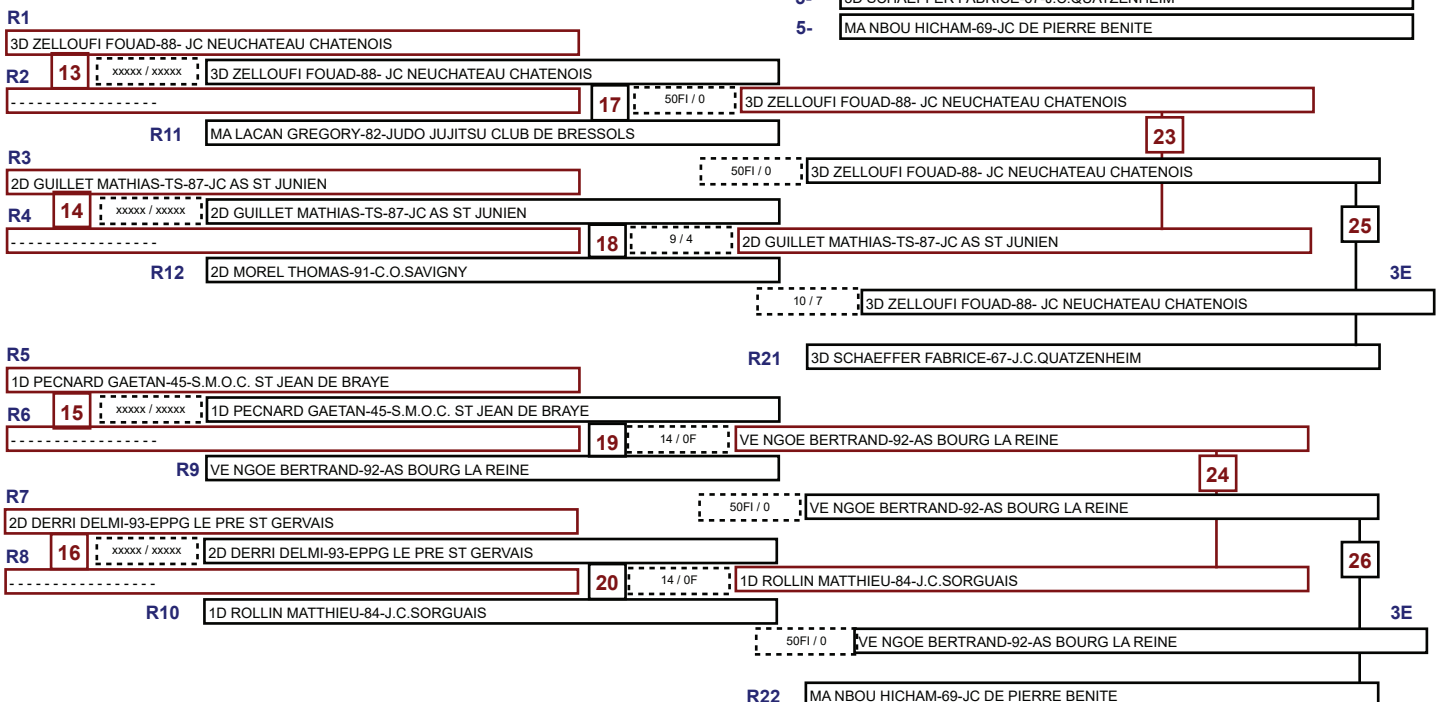 5- 3D SCHAEFFER FABRICE-67-J.C.QUATZENHEIM
R1
5- MA NBOU HICHAM-69-JC DE PIERRE BENITE
3D ZELLOUFI FOUAD-88- JC NEUCHATEAU CHATENOIS
R2 13 xxxxx / xxxxx 3D ZELLOUFI FOUAD-88- JC NEUCHATEAU CHATENOIS
- - - - - - - - - - - - - - - - 17 50FI / 0 3D ZELLOUFI FOUAD-88- JC NEUCHATEAU CHATENOIS
R11 MA LACAN GREGORY-82-JUDO JUJITSU CLUB DE BRESSOLS
23
R3
50FI / 0 3D ZELLOUFI FOUAD-88- JC NEUCHATEAU CHATENOIS
2D GUILLET MATHIAS-TS-87-JC AS ST JUNIEN
R4 14 xxxxx / xxxxx 2D GUILLET MATHIAS-TS-87-JC AS ST JUNIEN
25
- - - - - - - - - - - - - - - - 18 9 / 4 2D GUILLET MATHIAS-TS-87-JC AS ST JUNIEN
R12 2D MOREL THOMAS-91-C.O.SAVIGNY
3E
10 / 7 3D ZELLOUFI FOUAD-88- JC NEUCHATEAU CHATENOIS
R5
R21 3D SCHAEFFER FABRICE-67-J.C.QUATZENHEIM
1D PECNARD GAETAN-45-S.M.O.C. ST JEAN DE BRAYE
R6 15 xxxxx / xxxxx 1D PECNARD GAETAN-45-S.M.O.C. ST JEAN DE BRAYE
- - - - - - - - - - - - - - - - 19 14 / 0F VE NGOE BERTRAND-92-AS BOURG LA REINE
R9 VE NGOE BERTRAND-92-AS BOURG LA REINE
24
R7
50FI / 0 VE NGOE BERTRAND-92-AS BOURG LA REINE
2D DERRI DELMI-93-EPPG LE PRE ST GERVAIS
R8 16 xxxxx / xxxxx 2D DERRI DELMI-93-EPPG LE PRE ST GERVAIS
26
- - - - - - - - - - - - - - - - 20 14 / 0F 1D ROLLIN MATTHIEU-84-J.C.SORGUAIS
R10 1D ROLLIN MATTHIEU-84-J.C.SORGUAIS
3E
50FI / 0 VE NGOE BERTRAND-92-AS BOURG LA REINE
R22 MA NBOU HICHAM-69-JC DE PIERRE BENITE